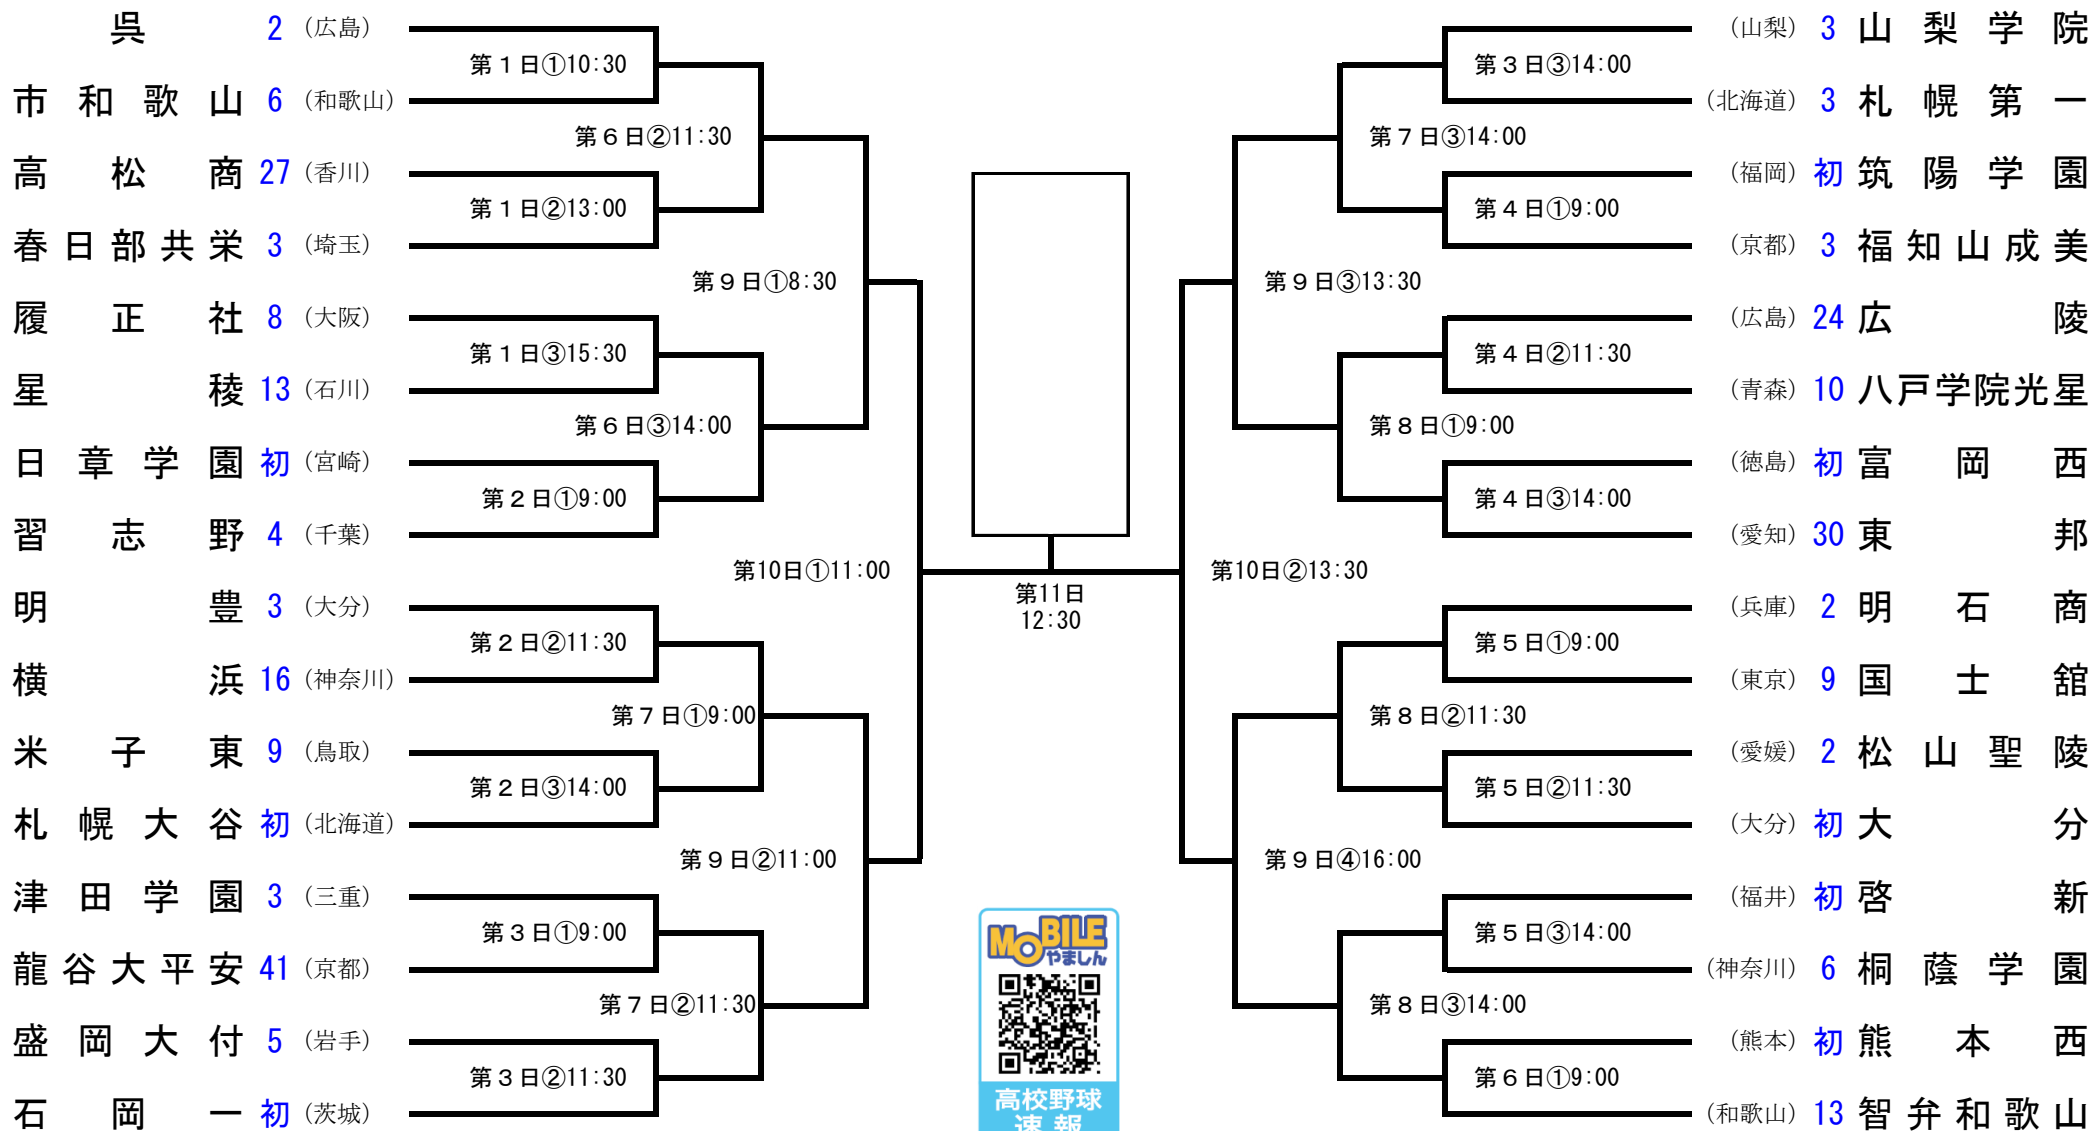 呉 2 (広島)
第1日①10:30
市和歌山 6 (和歌山)
第6日②11:30
高松商 27 (香川)
第1日②13:00
春日部共栄 3 (埼玉)
第9日①8:30
履正社 8 (大阪)
第1日③15:30
星稜 13 (石川)
第6日③14:00
日章学園 初 (宮崎)
第2日①9:00
習志野 4 (千葉)
第10日①11:00
明豊 3 (大分)
第2日②11:30
横浜 16 (神奈川)
第7日①9:00
米子東 9 (鳥取)
第2日③14:00
札幌大谷 初 (北海道)
第9日②11:00
津田学園 3 (三重)
第3日①9:00
龍谷大平安 41 (京都)
第7日②11:30
盛岡大付 5 (岩手)
第3日②11:30
石岡一 初 (茨城)
第11日
12:30
MOBILE
やましん
高校野球
速報
(山梨) 3 山梨学院
第3日③14:00
(北海道) 3 札幌第一
第7日③14:00
(福岡) 初 筑陽学園
第4日①9:00
(京都) 3 福知山成美
第9日③13:30
(広島) 24 広陵
第4日②11:30
(青森) 10 八戸学院光星
第8日①9:00
(徳島) 初 富岡西
第4日③14:00
(愛知) 30 東邦
第10日②13:30
(兵庫) 2 明石商
第5日①9:00
(東京) 9 国士舘
第8日②11:30
(愛媛) 2 松山聖陵
第5日②11:30
(大分) 初 大分
第9日④16:00
(福井) 初 啓新
第5日③14:00
(神奈川) 6 桐蔭学園
第8日③14:00
(熊本) 初 熊本西
第6日①9:00
(和歌山) 13 智弁和歌山